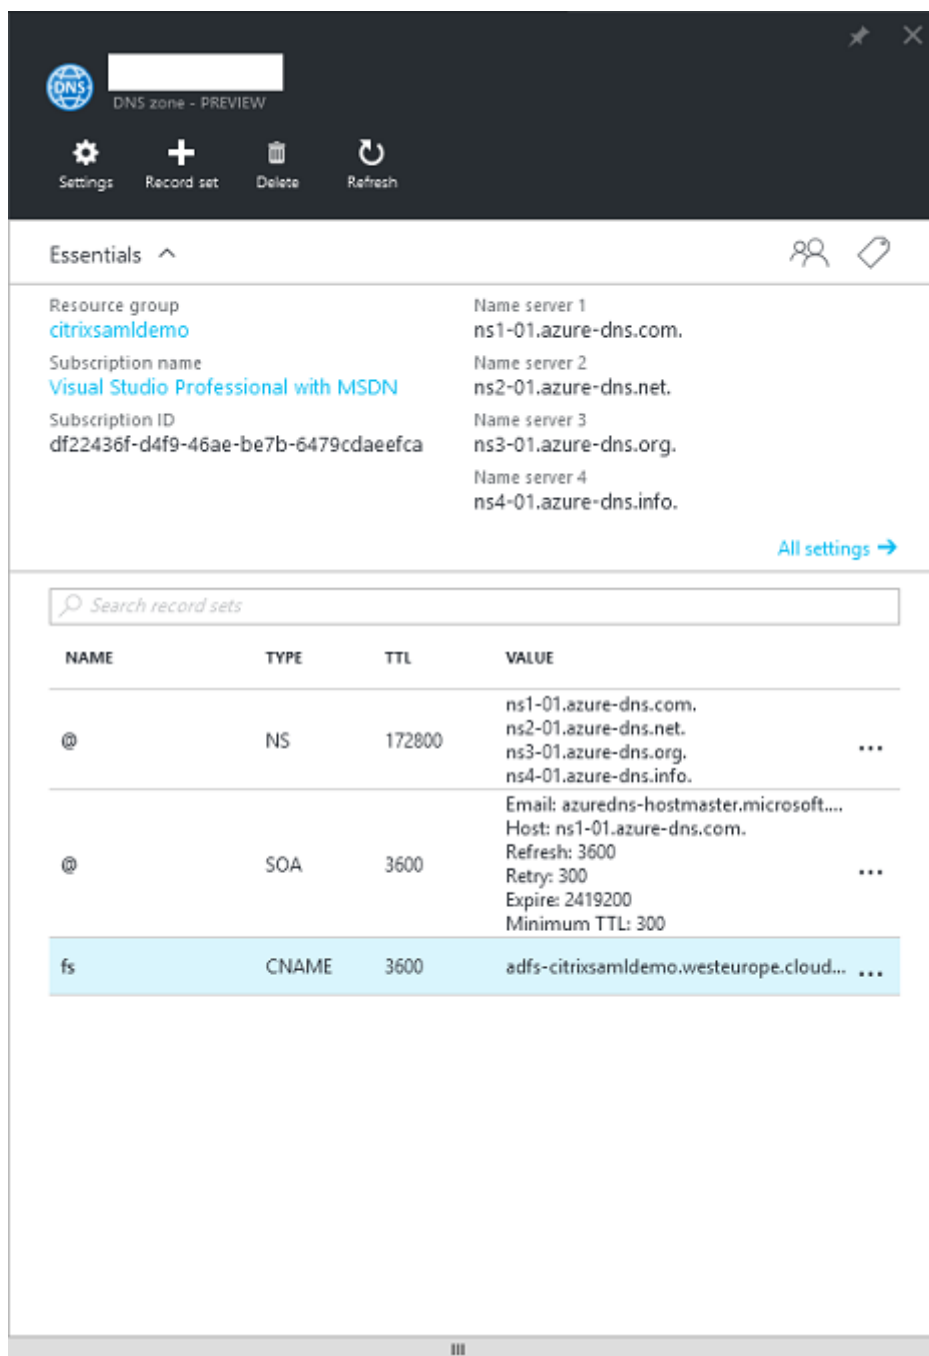 DNS
DNS zone - PREVIEW
Settings Record set Delete Refresh
Essentials
Resource group
citrixsamldemo
Subscription name
Visual Studio Professional with MSDN
Subscription ID
df22436f-d4f9-46ae-be7b-6479cdaeefca
Name server 1
ns1-01.azure-dns.com.
Name server 2
ns2-01.azure-dns.net.
Name server 3
ns3-01.azure-dns.org.
Name server 4
ns4-01.azure-dns.info.
All settings →
Search record sets
NAME TYPE TTL VALUE
@ NS 172800 ns1-01.azure-dns.com.
ns2-01.azure-dns.net.
ns3-01.azure-dns.org.
ns4-01.azure-dns.info.
...
@ SOA 3600 Email: azuredns-hostmaster.microsoft....
Host: ns1-01.azure-dns.com.
Refresh: 3600
Retry: 300
Expire: 2419200
Minimum TTL: 300
...
fs CNAME 3600 adfs-citrixsamldemo.westeurope.cloud... ...